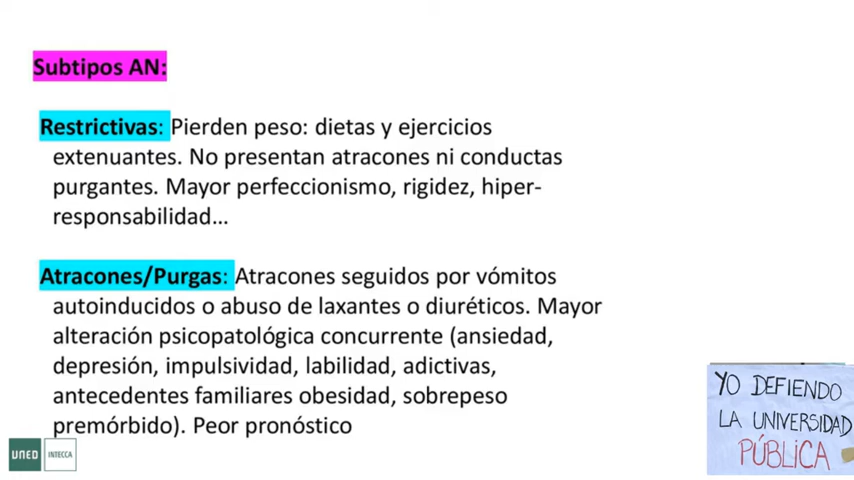 Subtipos AN:
Restrictivas: Pierden peso: dietas y ejercicios
extenuantes. No presentan atracones ni conductas
purgantes. Mayor perfeccionismo, rigidez, hiper-
responsabilidad…
Atracones/Purgas: Atracones seguidos por vómitos
autoinducidos o abuso de laxantes o diuréticos. Mayor
alteración psicopatológica concurrente (ansiedad,
depresión, impulsividad, labilidad, adictivas,
antecedentes familiares obesidad, sobrepeso
premórbido). Peor pronóstico
UNED INTECCA
YO DEFIENDO
LA UNIVERSIDAD
PÚBLICA